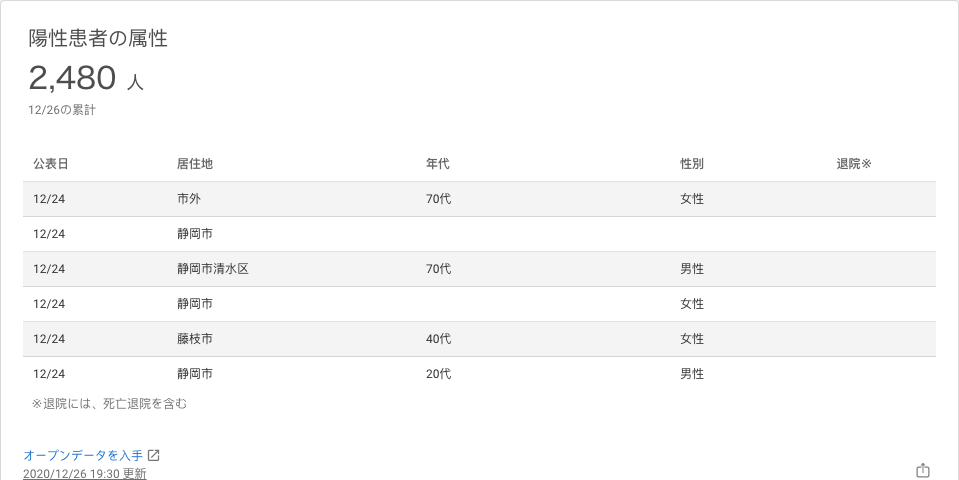 陽性患者の属性
2,480 人
12/26の累計
公表日 居住地 年代 性別 退院※
12/24 市外 70代 女性
12/24 静岡市
12/24 静岡市清水区 70代 男性
12/24 静岡市 女性
12/24 藤枝市 40代 女性
12/24 静岡市 20代 男性
※退院には、死亡退院を含む
オープンデータを入手
2020/12/26 19:30 更新